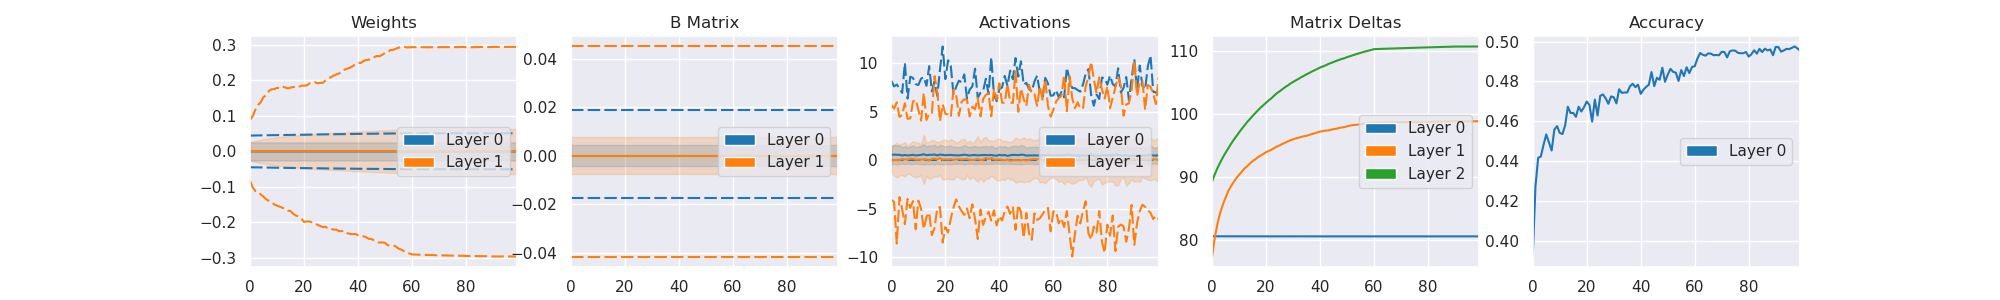 Weights
0.3
0.2
0.1
0.0
−0.1
−0.2
−0.3
0 20 40 60 80
Layer 0
Layer 1
B Matrix
0.04
0.02
0.00
−0.02
−0.04
0 20 40 60 80
Layer 0
Layer 1
Activations
10
5
0
−5
−10
0 20 40 60 80
Layer 0
Layer 1
Matrix Deltas
110
100
90
80
0 20 40 60 80
Layer 0
Layer 1
Layer 2
Accuracy
0.50
0.48
0.46
0.44
0.42
0.40
0 20 40 60 80
Layer 0